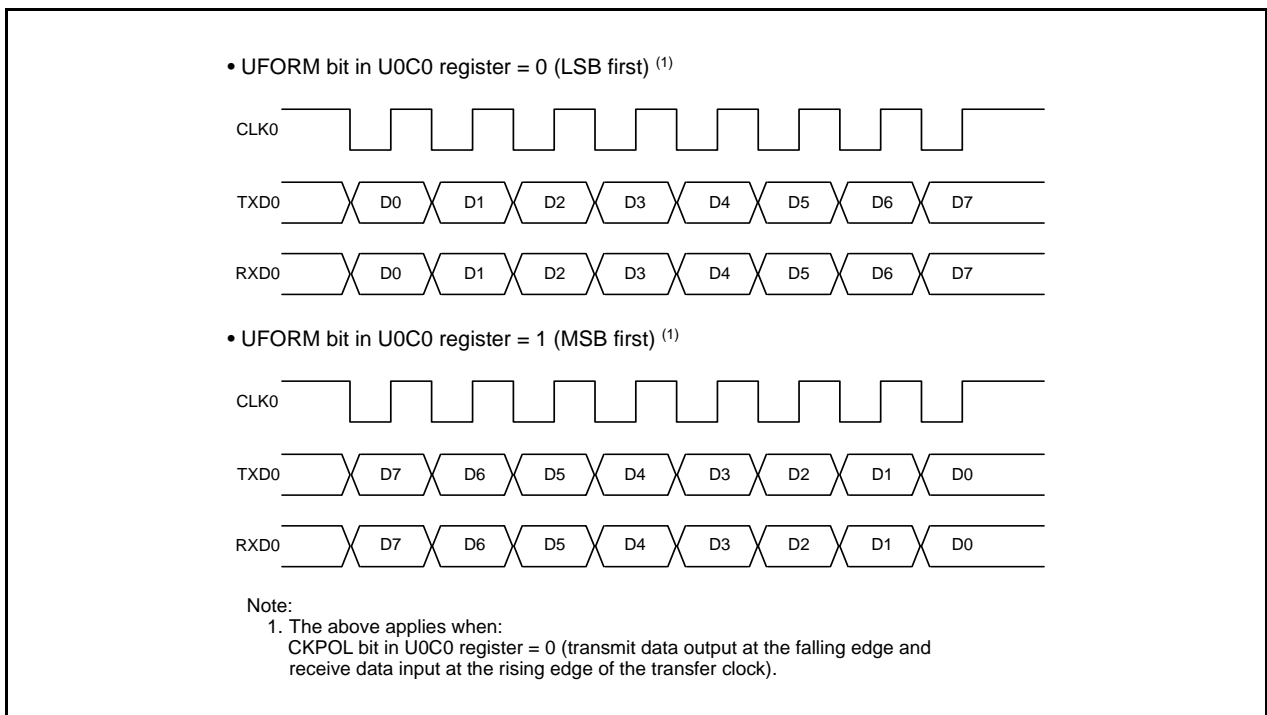 • UFORM bit in U0C0 register = 0 (LSB first) (1)
CLK0
TXD0 D0 D1 D2 D3 D4 D5 D6 D7
RXD0 D0 D1 D2 D3 D4 D5 D6 D7
• UFORM bit in U0C0 register = 1 (MSB first) (1)
CLK0
TXD0 D7 D6 D5 D4 D3 D2 D1 D0
RXD0 D7 D6 D5 D4 D3 D2 D1 D0
Note:
1. The above applies when:
CKPOL bit in U0C0 register = 0 (transmit data output at the falling edge and
receive data input at the rising edge of the transfer clock).